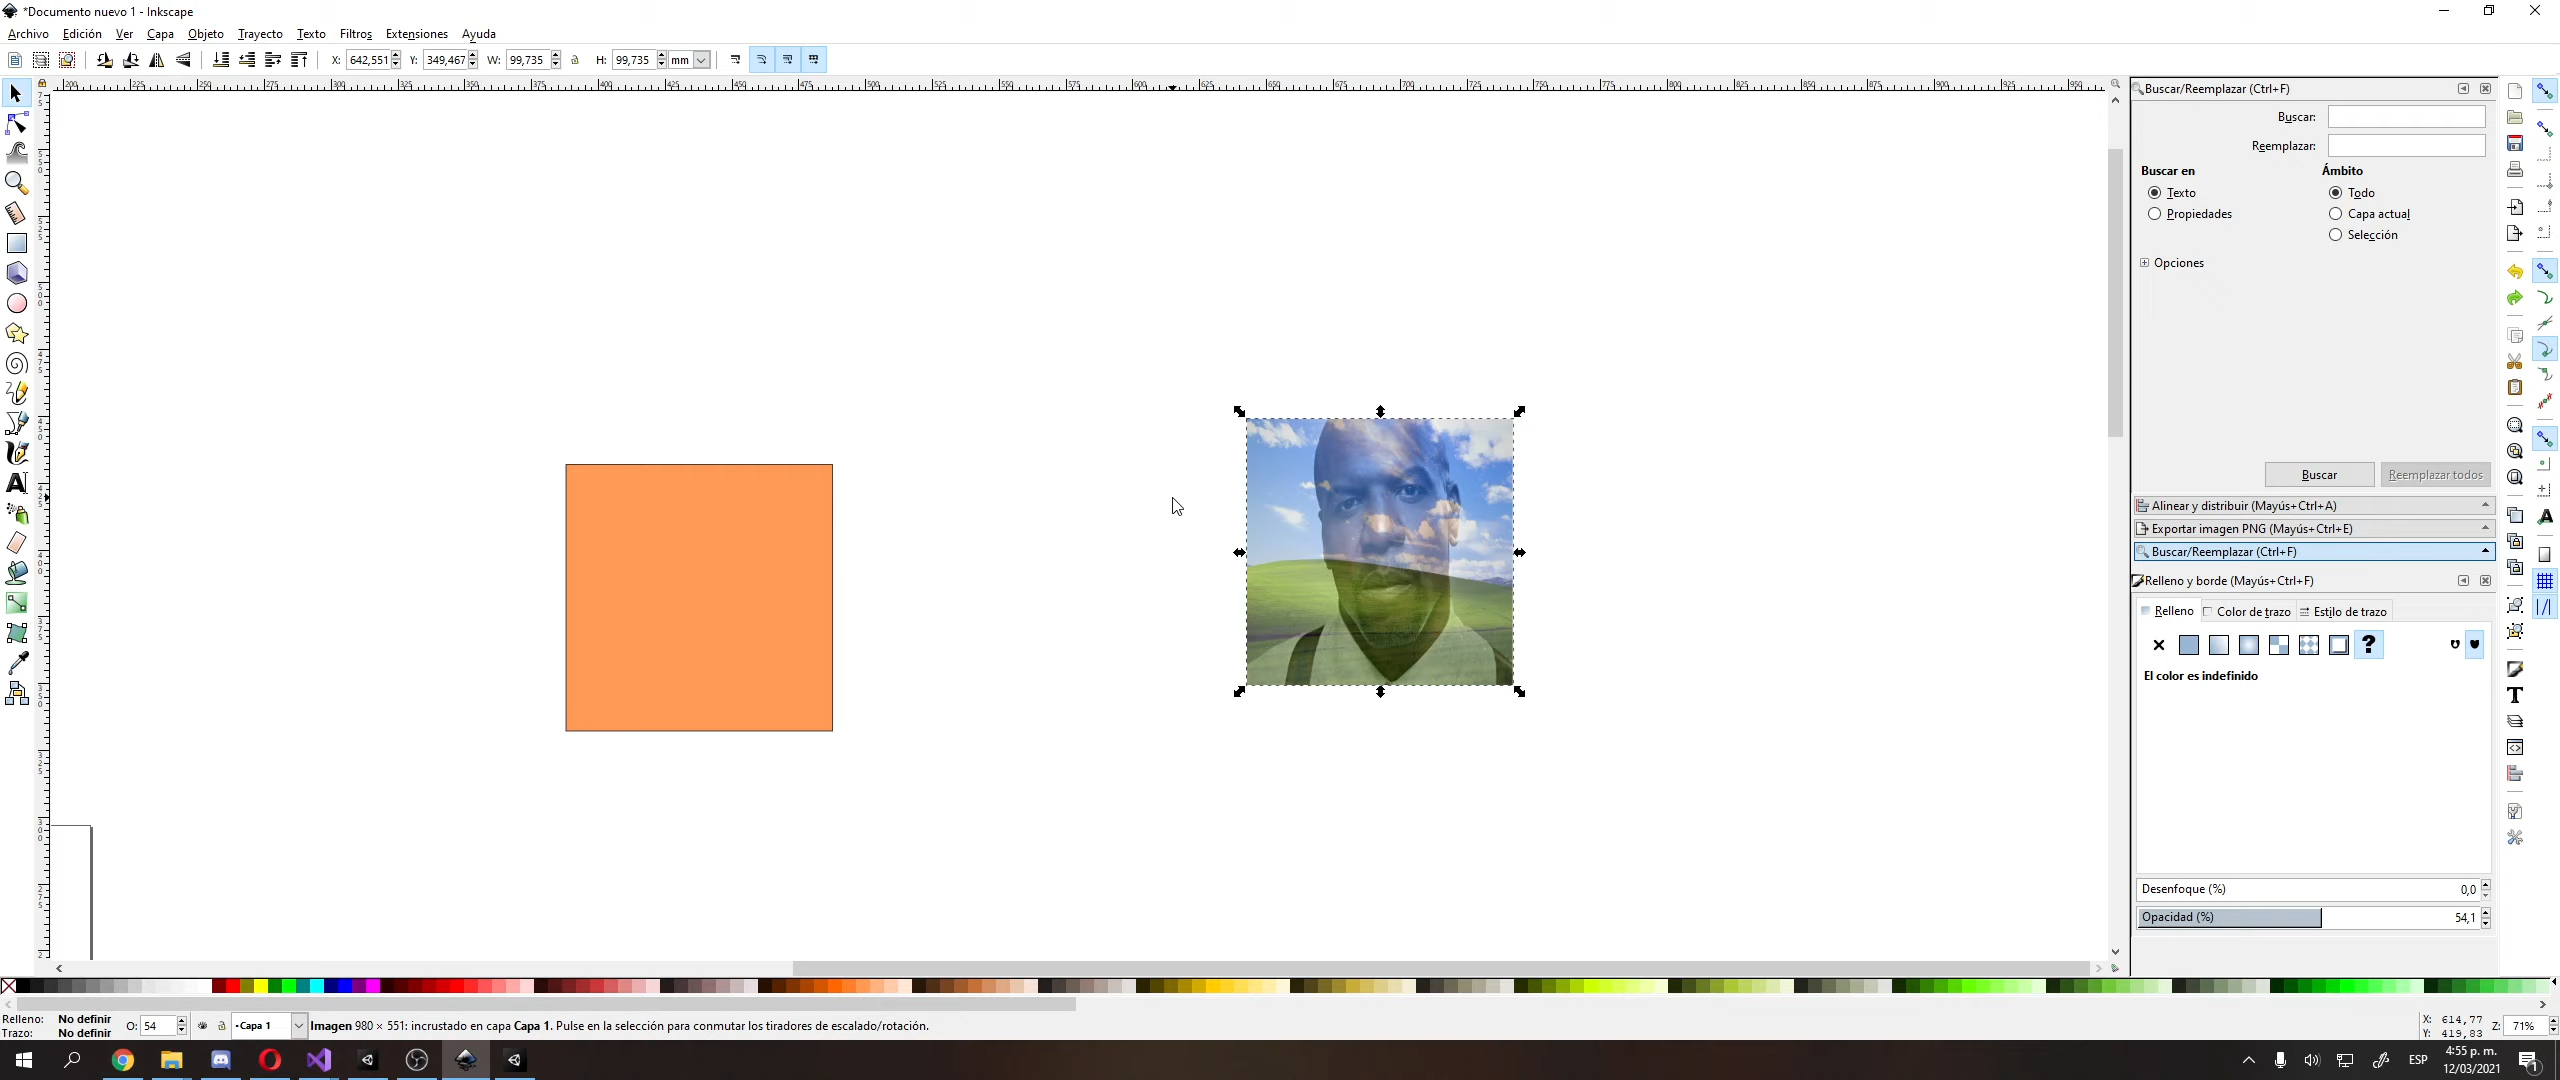 *Documento nuevo 1 - Inkscape
Archivo Edición Ver Capa Objeto Trayecto Texto Filtros Extensiones Ayuda
X: 642,551 Y: 349,467 W: 99,735 H: 99,735 mm
Buscar/Reemplazar (Ctrl+F)
Buscar:
Reemplazar:
Buscar en Ámbito
Texto Todo
Propiedades Capa actual
Selección
Opciones
Buscar Reemplazar todos
Alinear y distribuir (Mayús+Ctrl+A)
Exportar imagen PNG (Mayús+Ctrl+E)
Buscar/Reemplazar (Ctrl+F)
Relleno y borde (Mayús+Ctrl+F)
Relleno Color de trazo Estilo de trazo
El color es indefinido
Desenfoque (%) 0,0
Opacidad (%) 54,1
Relleno: No definir
Trazo: No definir
O: 54 •Capa 1 Imagen 980 × 551: incrustado en capa Capa 1. Pulse en la selección para conmutar los tiradores de escalado/rotación.
X: 614,77
Y: 419,83
Z: 71%
ESP 4:55 p. m.
12/03/2021
1